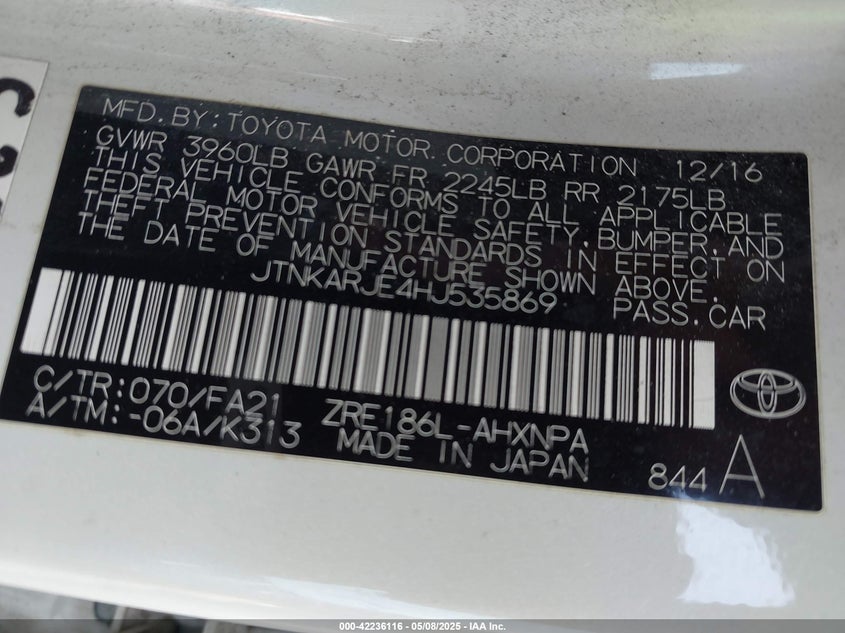 MFD. BY: TOYOTA MOTOR CORPORATION 12/16
GVWR 3960LB GAWR FR 2245LB RR 2175LB
THIS VEHICLE CONFORMS TO ALL APPLICABLE
FEDERAL MOTOR VEHICLE SAFETY, BUMPER, AND
THEFT PREVENTION STANDARDS IN EFFECT ON
THE DATE OF MANUFACTURE SHOWN ABOVE.
JTNKARJE4HJ535869 PASS. CAR
C/TR: 070/FA21 ZRE186L-AHXNPA
A/TM: -06A/K313 MADE IN JAPAN
844 A
000-42236116 - 05/08/2025 - IAA Inc.